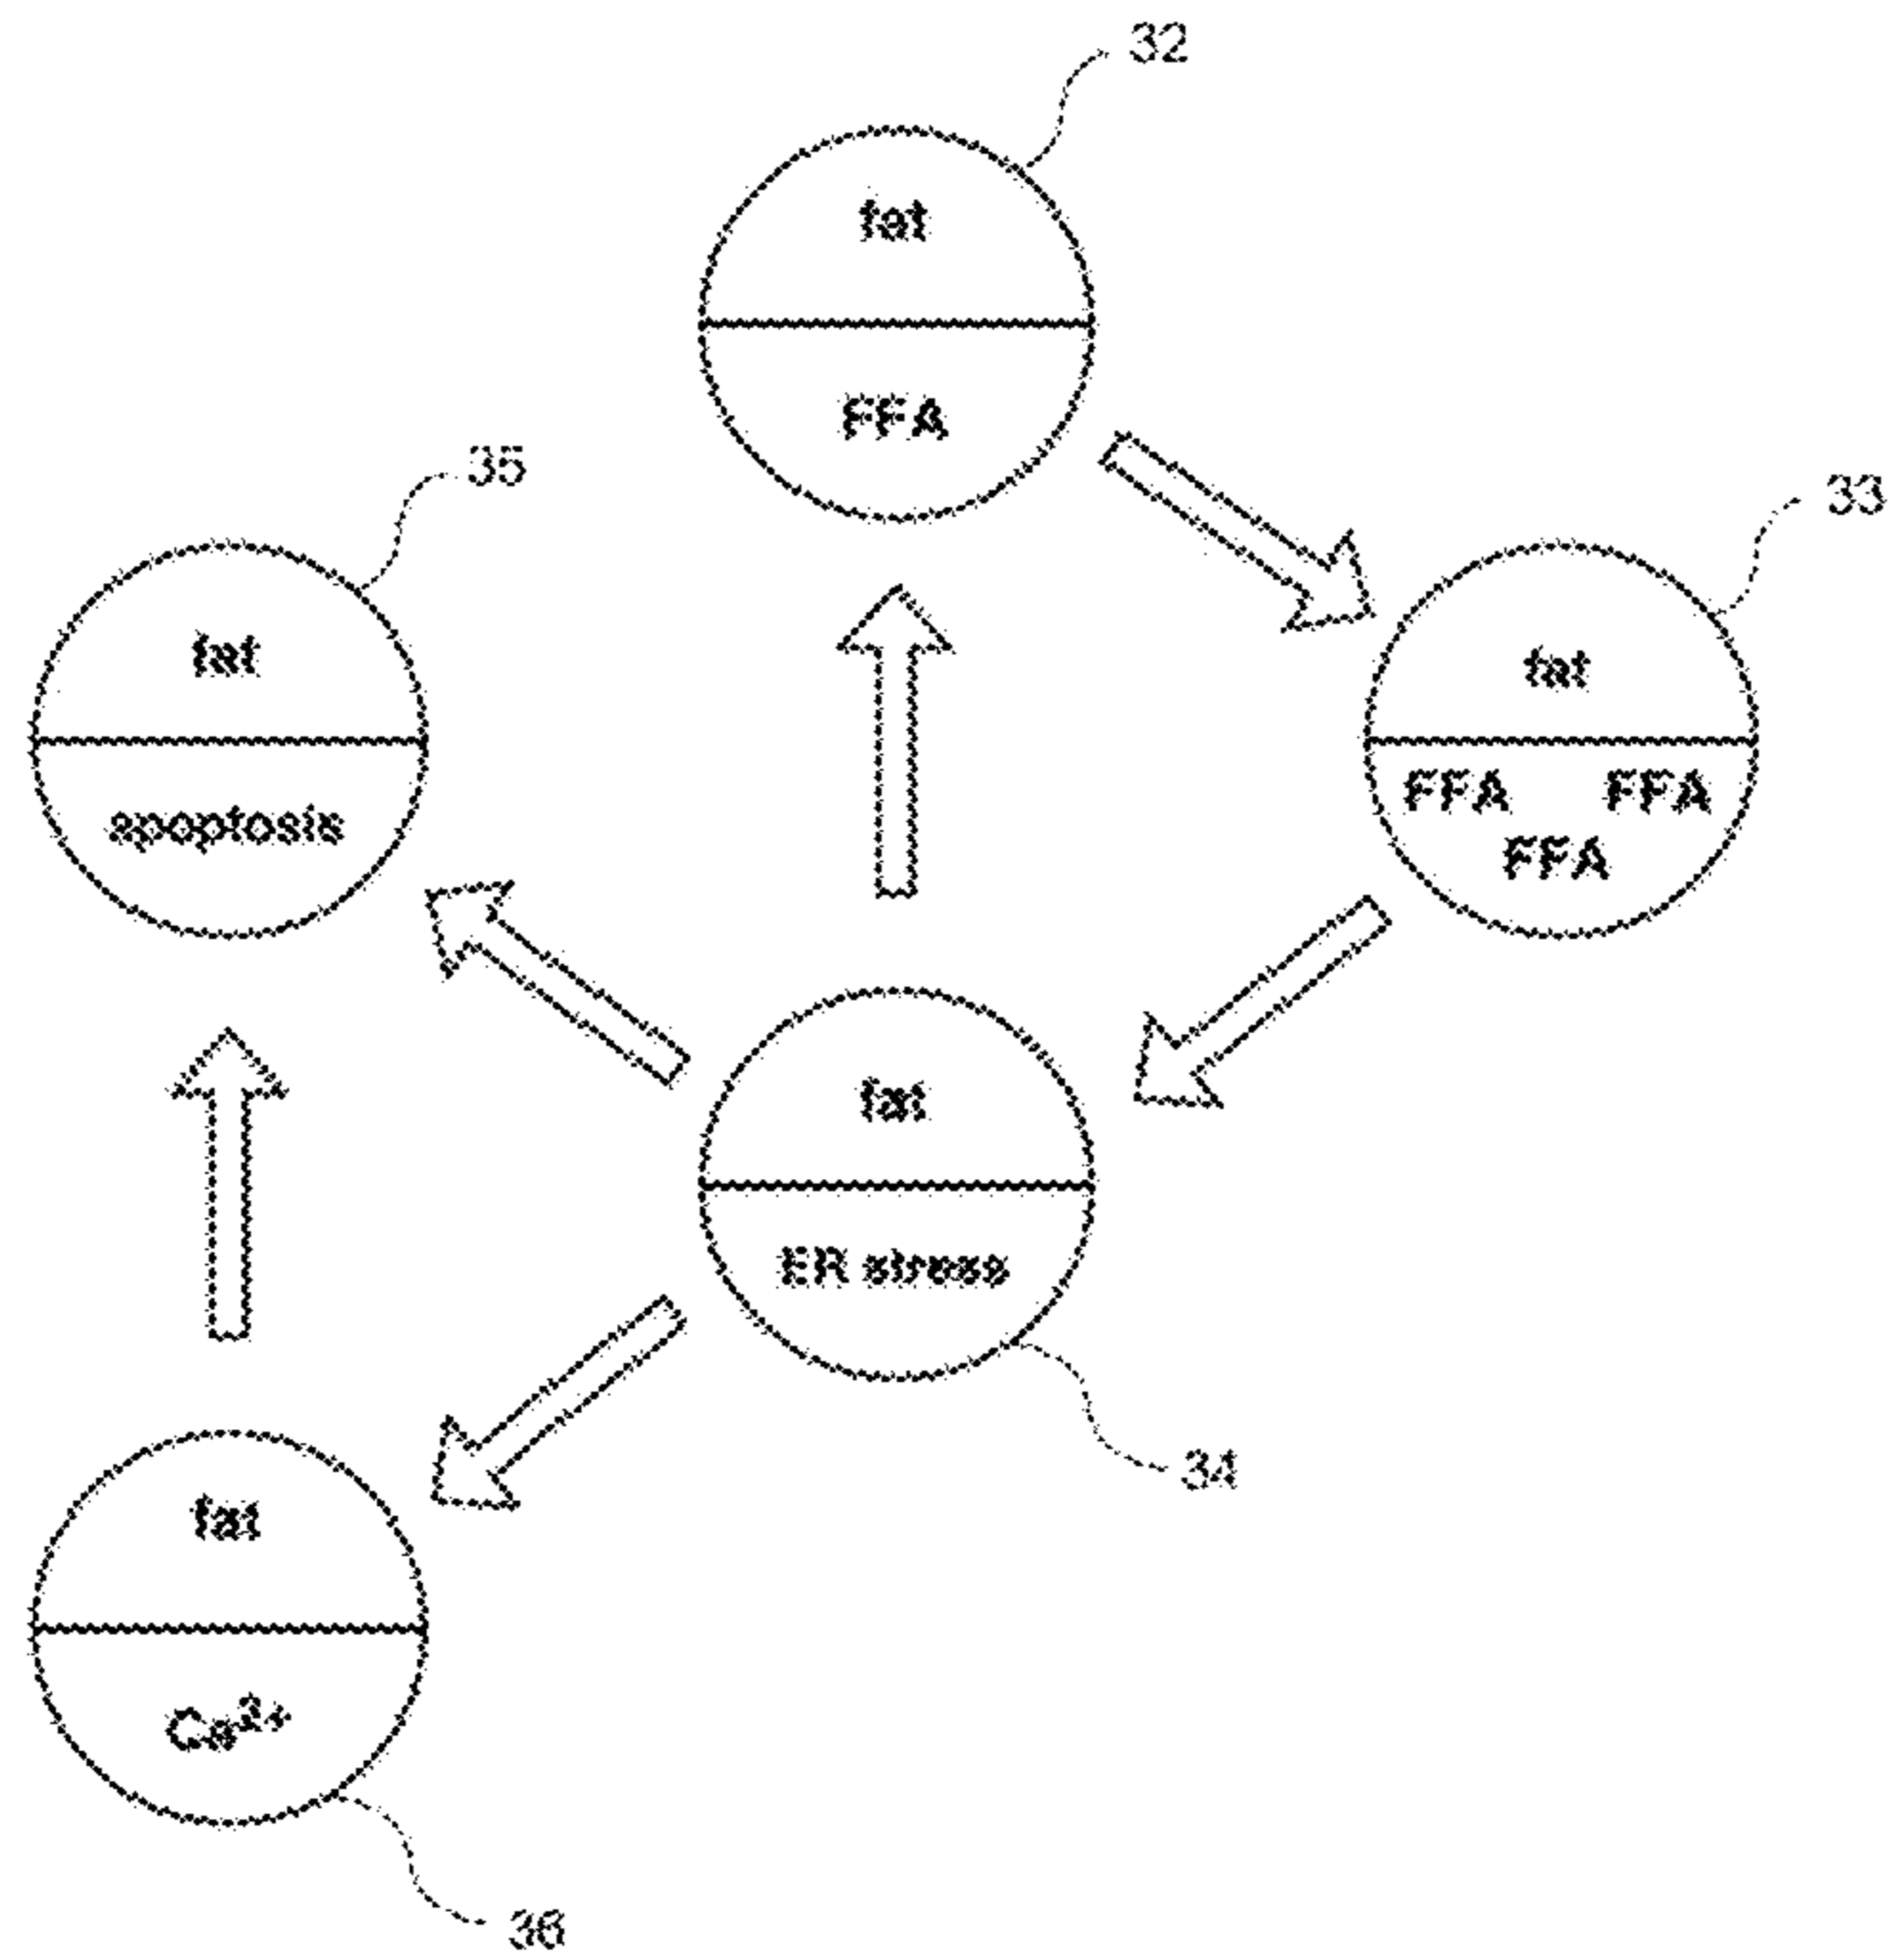 32
fat
FFA
35
33
fat
apoptosis
fat
FFA FFA
FFA
fat
ER stress
34
fat
Ca2+
36